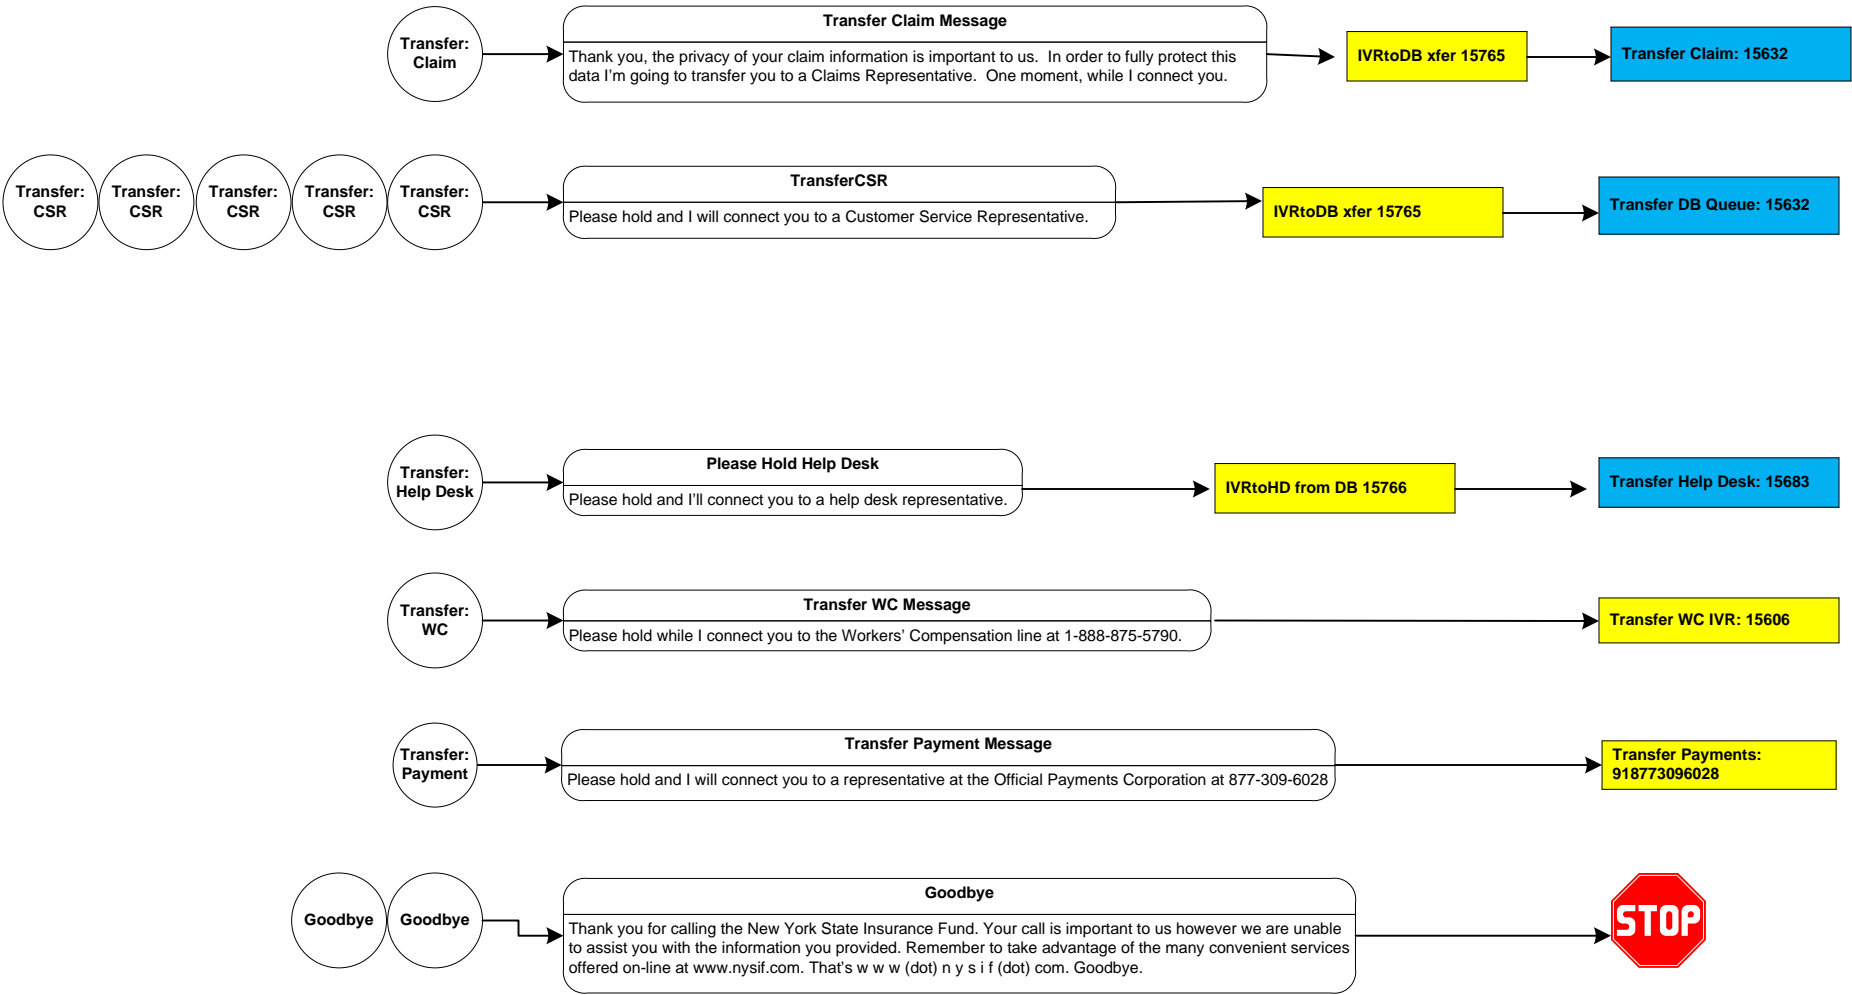 Transfer:
Claim
Transfer Claim Message
Thank you, the privacy of your claim information is important to us.  In order to fully protect this
data I'm going to transfer you to a Claims Representative.  One moment, while I connect you.
IVRtoDB xfer 15765
Transfer Claim: 15632
Transfer:
CSR
Transfer:
CSR
Transfer:
CSR
Transfer:
CSR
Transfer:
CSR
TransferCSR
Please hold and I will connect you to a Customer Service Representative.
IVRtoDB xfer 15765
Transfer DB Queue: 15632
Transfer:
Help Desk
Please Hold Help Desk
Please hold and I'll connect you to a help desk representative.
IVRtoHD from DB 15766
Transfer Help Desk: 15683
Transfer:
WC
Transfer WC Message
Please hold while I connect you to the Workers' Compensation line at 1-888-875-5790.
Transfer WC IVR: 15606
Transfer:
Payment
Transfer Payment Message
Please hold and I will connect you to a representative at the Official Payments Corporation at 877-309-6028
Transfer Payments:
918773096028
Goodbye
Goodbye
Goodbye
Thank you for calling the New York State Insurance Fund. Your call is important to us however we are unable
to assist you with the information you provided. Remember to take advantage of the many convenient services
offered on-line at www.nysif.com. That's w w w (dot) n y s i f (dot) com. Goodbye.
STOP